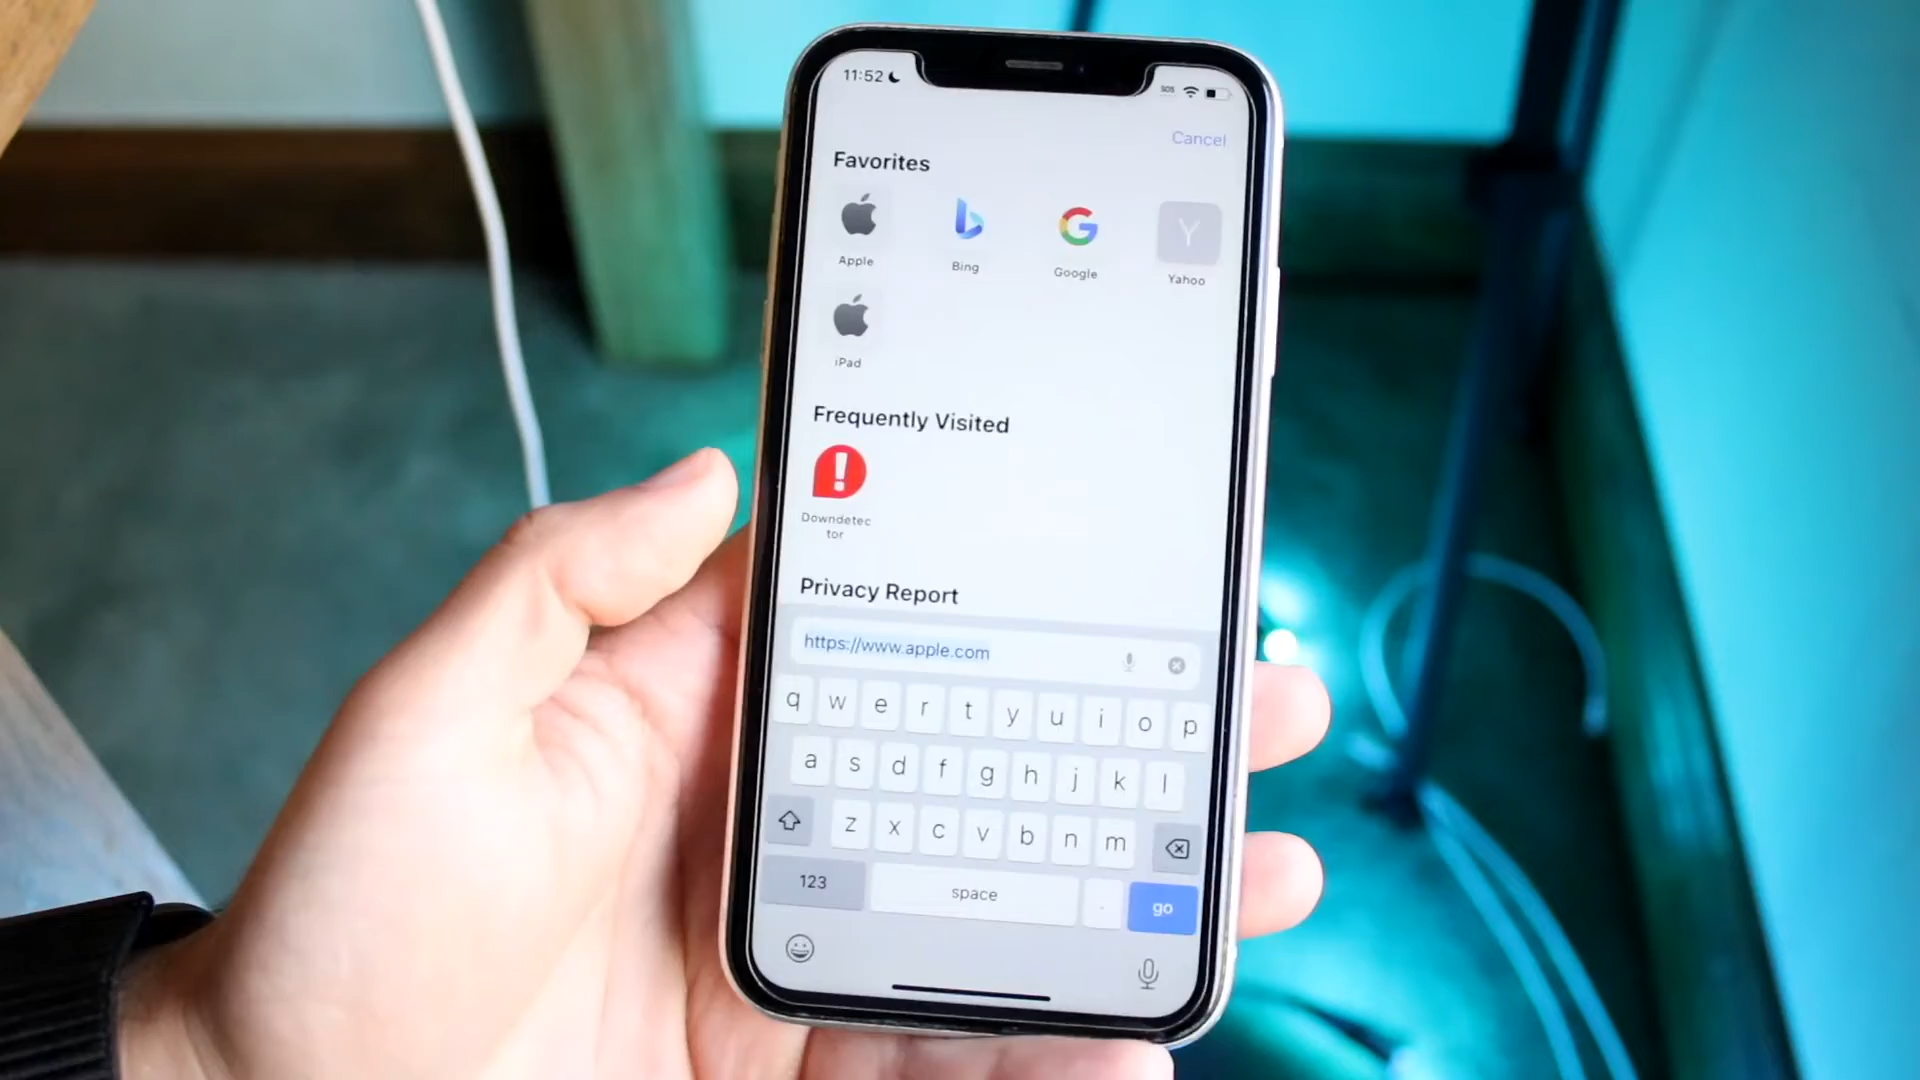 11:52
SOS
Cancel
Favorites
Apple
Bing
Google
Y
Yahoo
iPad
Frequently Visited
!
Downdetec
tor
Privacy Report
https://www.apple.com
q w e r t y u i o p
a s d f g h j k l
z x c v b n m
123 space . go